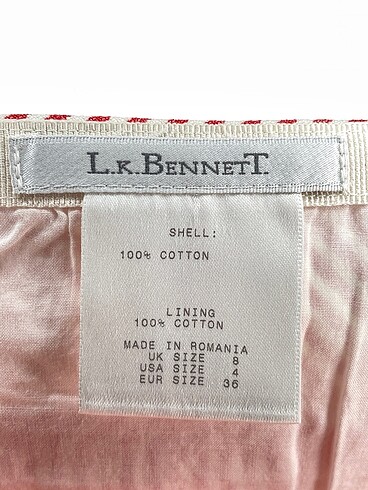 L.K.BENNETT
SHELL:
100% COTTON
LINING
100% COTTON
MADE IN ROMANIA
UK SIZE 8
USA SIZE 4
EUR SIZE 36